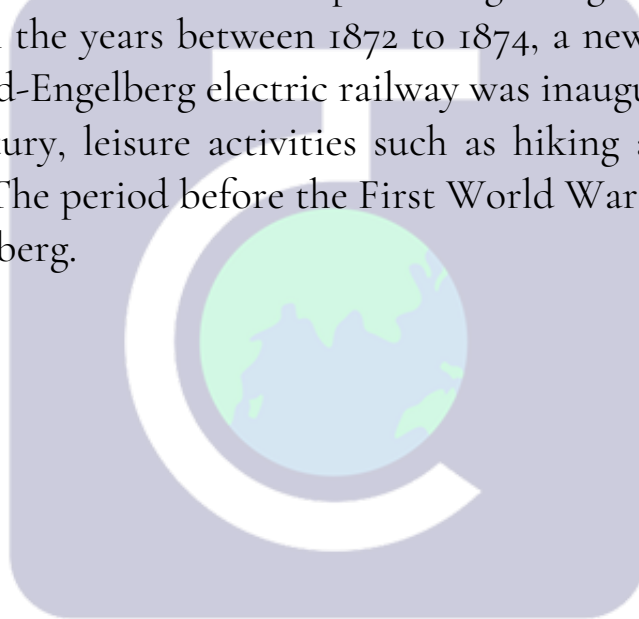 the years between 1872 to 1874, a new
d-Engelberg electric railway was inaugu
ury, leisure activities such as hiking
The period before the First World War
berg.